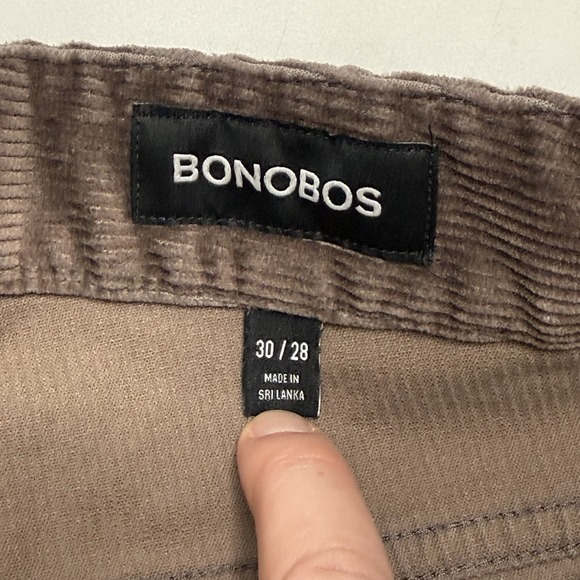 BONOBOS
30 / 28
MADE IN
SRI LANKA